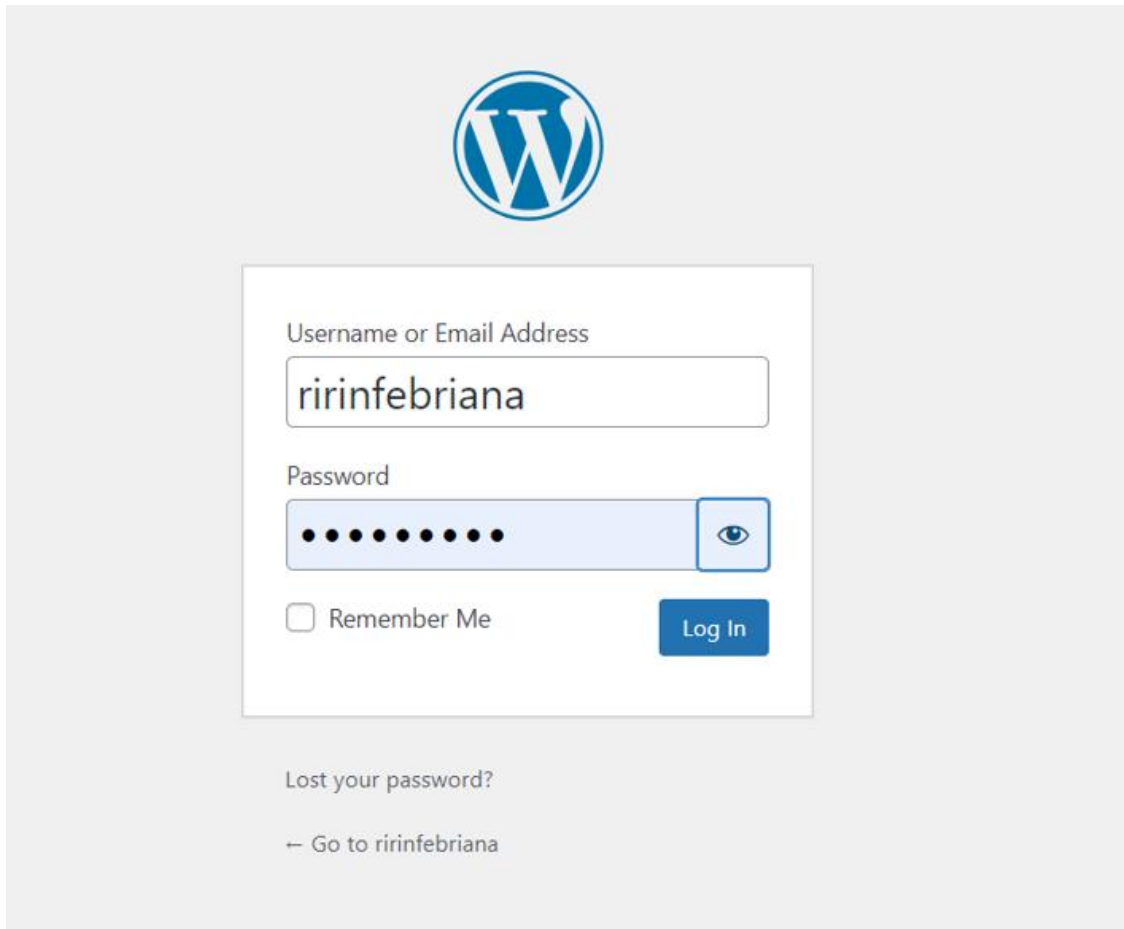 Username or Email Address
ririnfebriana
Password
•••••••••
Remember Me
Log In
Lost your password?
← Go to ririnfebriana